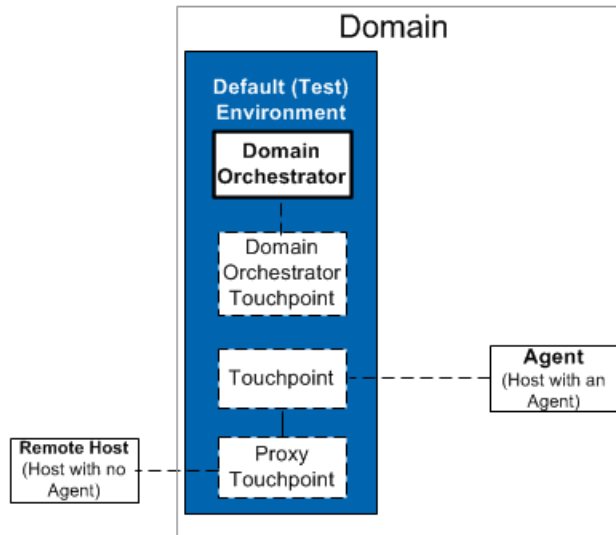 Domain
Default (Test)
Environment
Domain
Orchestrator
Domain
Orchestrator
Touchpoint
Touchpoint
Agent
(Host with an
Agent)
Remote Host
(Host with no
Agent)
Proxy
Touchpoint